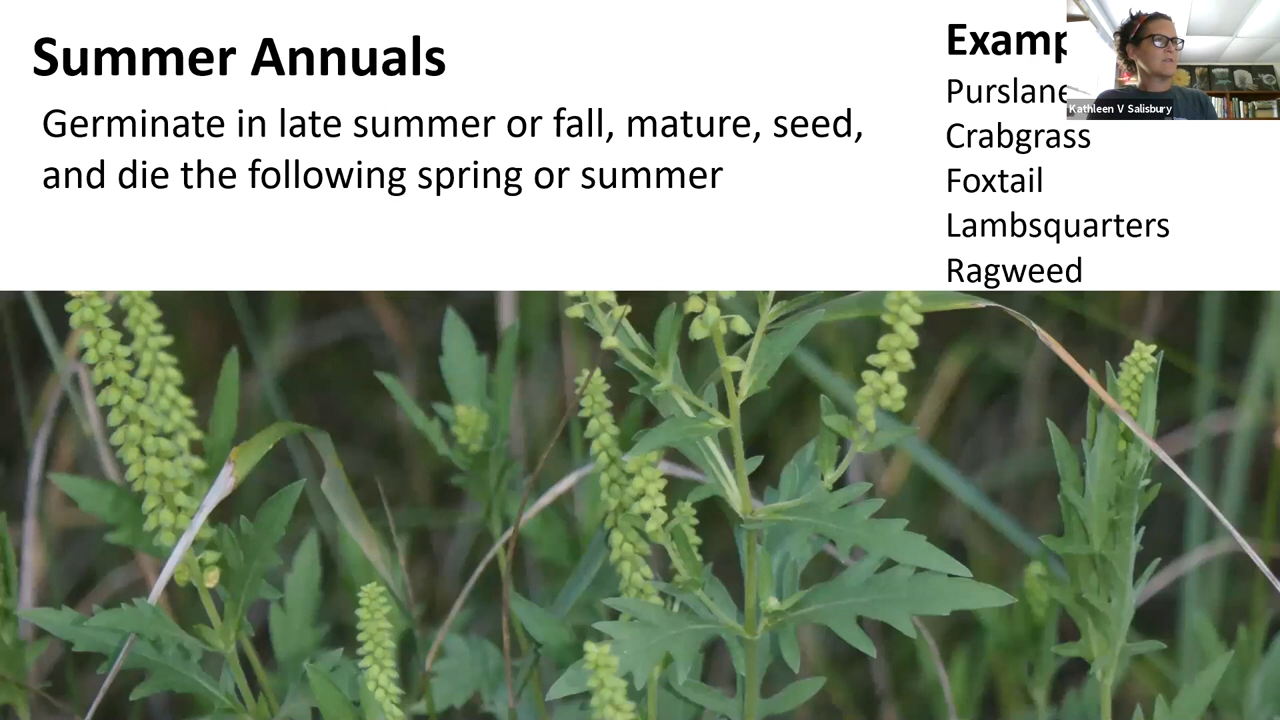 Summer Annuals
Germinate in late summer or fall, mature, seed,
and die the following spring or summer
Purslane
Crabgrass
Foxtail
Lambsquarters
Ragweed
Kathleen V Salisbury